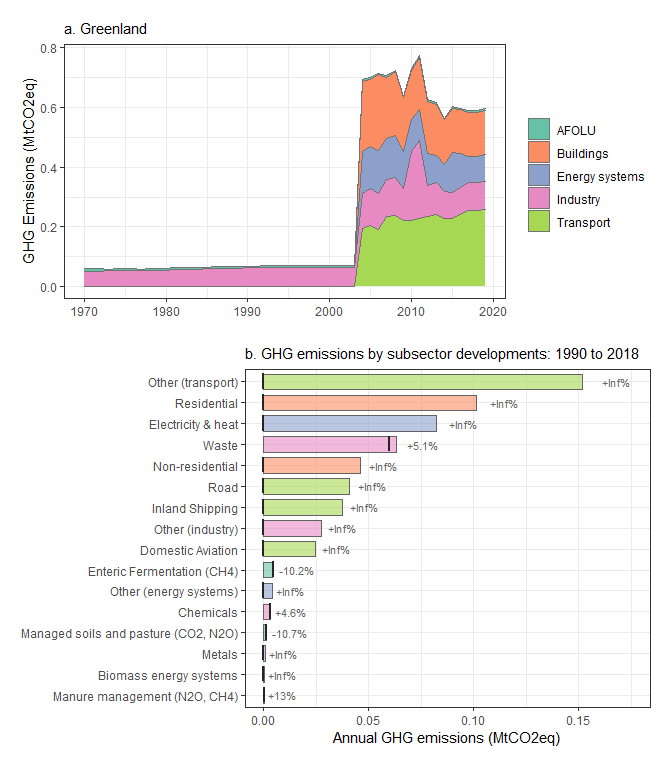 a. Greenland
GHG Emissions (MtCO2eq)
0.8
0.6
0.4
0.2
0.0
1970
1980
1990
2000
2010
2020
AFOLU
Buildings
Energy systems
Industry
Transport
b. GHG emissions by subsector developments: 1990 to 2018
Other (transport) +Inf%
Residential +Inf%
Electricity & heat +Inf%
Waste +5.1%
Non-residential +Inf%
Road +Inf%
Inland Shipping +Inf%
Other (industry) +Inf%
Domestic Aviation +Inf%
Enteric Fermentation (CH4) -10.2%
Other (energy systems) +Inf%
Chemicals +4.6%
Managed soils and pasture (CO2, N2O) -10.7%
Metals +Inf%
Biomass energy systems +Inf%
Manure management (N2O, CH4) +13%
0.00
0.05
0.10
0.15
Annual GHG emissions (MtCO2eq)